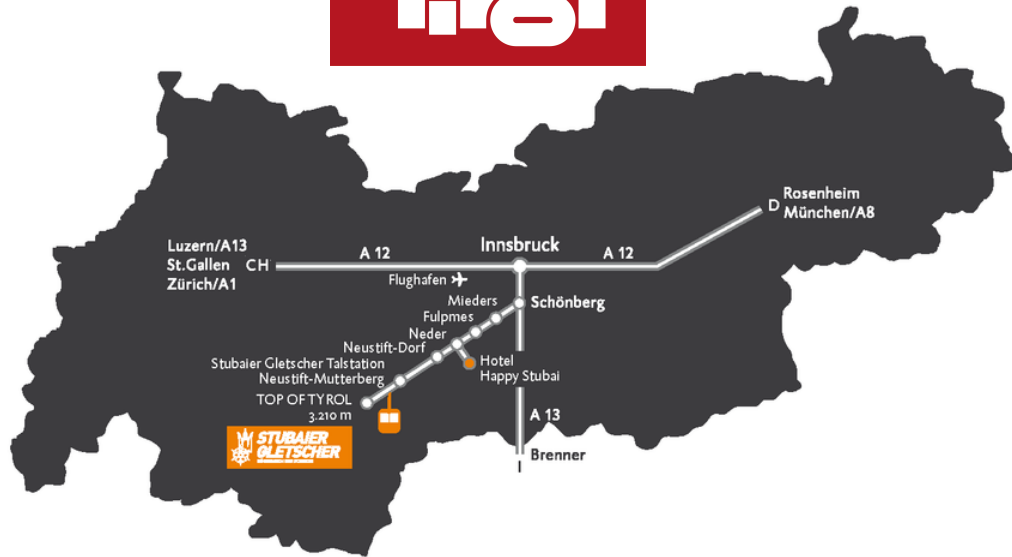 Rosenheim
D München/A8
Luzern/A13
St.Gallen CH
Zürich/A1
A 12
Innsbruck
A 12
Flughafen
Mieders
Schönberg
Fulpmes
Neder
Neustift-Dorf
Hotel
Happy Stubai
Stubaier Gletscher Talstation
Neustift-Mutterberg
TOP OF TYROL
3.210 m
A 13
STUBAIER
GLETSCHER
Brenner
I